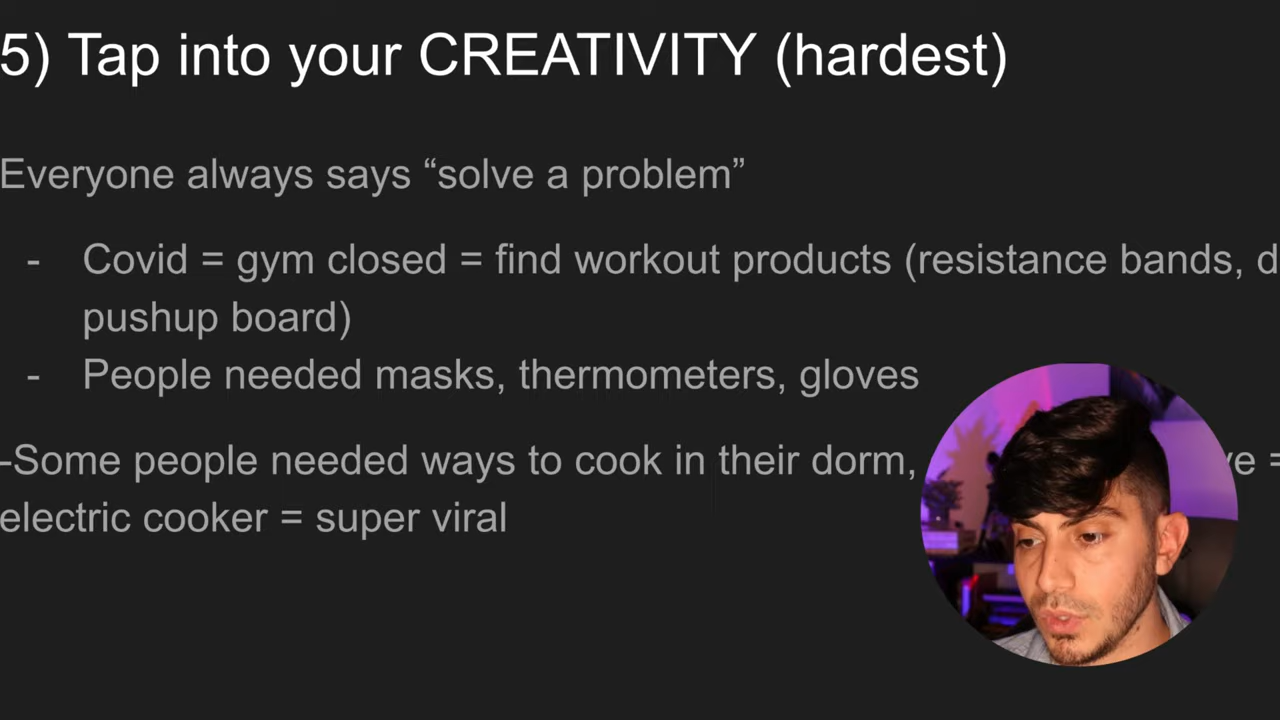 5) Tap into your CREATIVITY (hardest)
Everyone always says “solve a problem”
- Covid = gym closed = find workout products (resistance bands,
pushup board)
- People needed masks, thermometers, gloves
-Some people needed ways to cook in their dorm, =
electric cooker = super viral